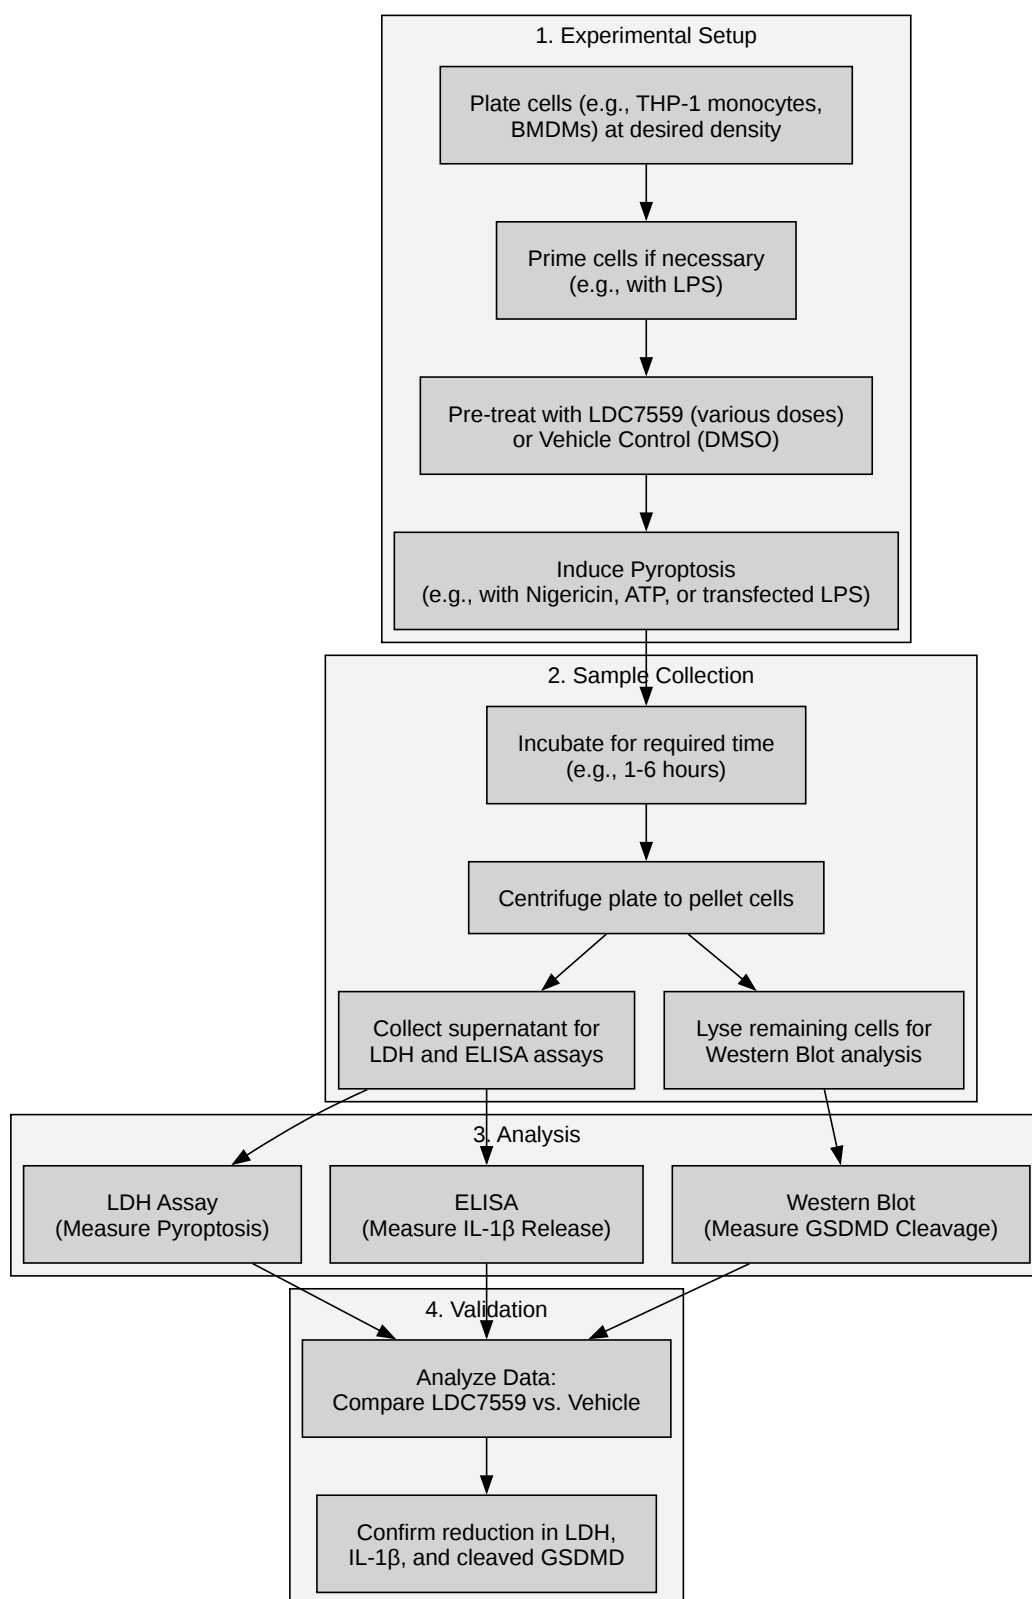 1. Experimental Setup
Plate cells (e.g., THP-1 monocytes,
BMDMs) at desired density
Prime cells if necessary
(e.g., with LPS)
Pre-treat with LDC7559 (various doses)
or Vehicle Control (DMSO)
Induce Pyroptosis
(e.g., with Nigericin, ATP, or transfected LPS)
2. Sample Collection
Incubate for required time
(e.g., 1-6 hours)
Centrifuge plate to pellet cells
Collect supernatant for
LDH and ELISA assays
Lyse remaining cells for
Western Blot analysis
3. Analysis
LDH Assay
(Measure Pyroptosis)
ELISA
(Measure IL-1β Release)
Western Blot
(Measure GSDMD Cleavage)
4. Validation
Analyze Data:
Compare LDC7559 vs. Vehicle
Confirm reduction in LDH,
IL-1β, and cleaved GSDMD